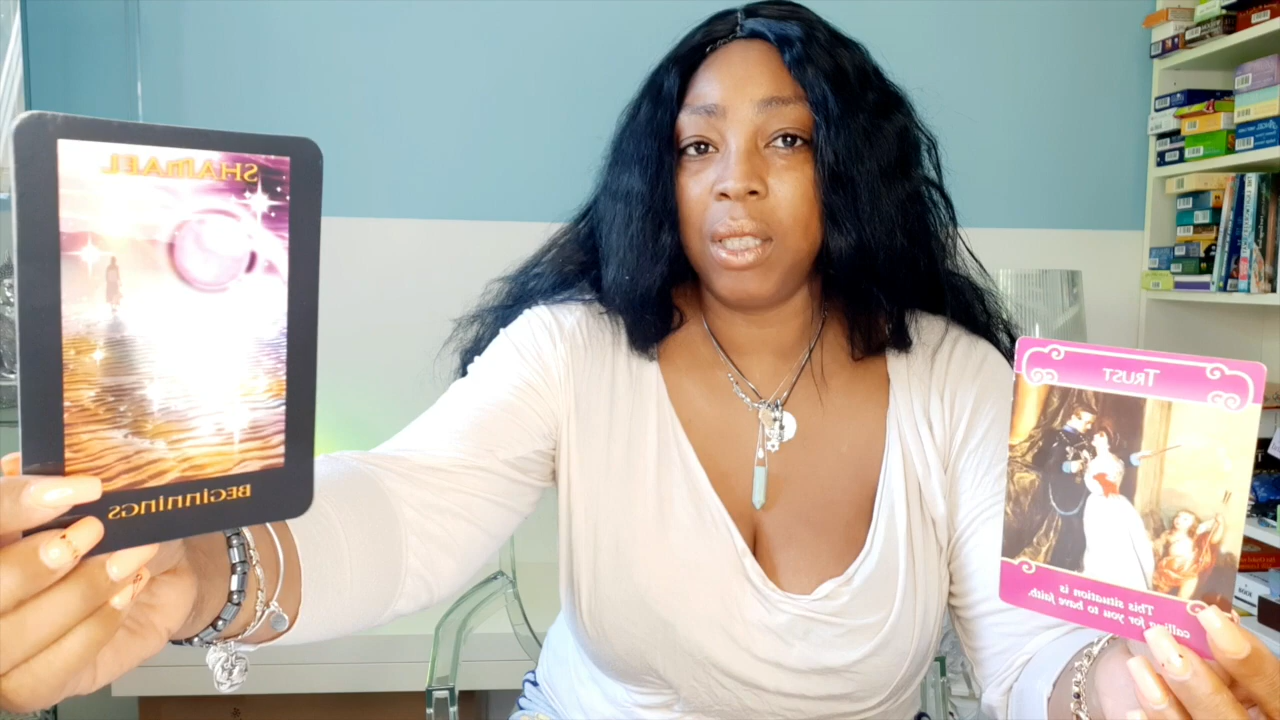 SHAMAEL
BEGINNINGS
TRUST
This situation is
calling for you to have faith.